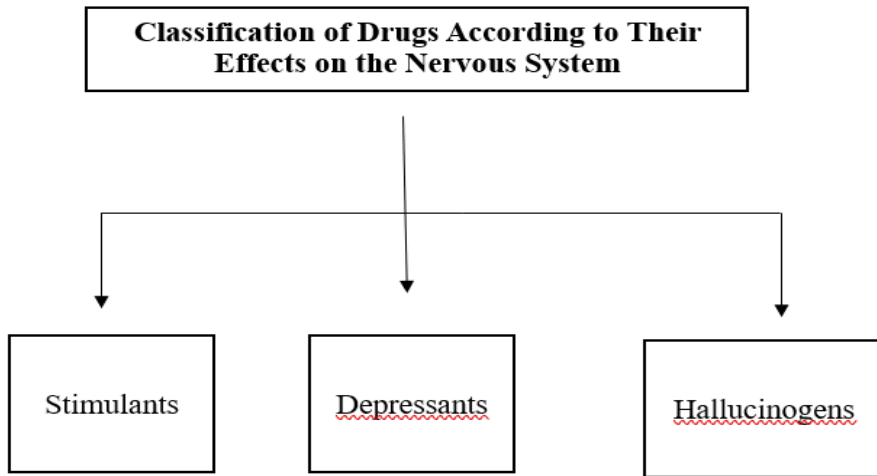 Classification of Drugs According to Their
Effects on the Nervous System
Stimulants
Depressants
Hallucinogens